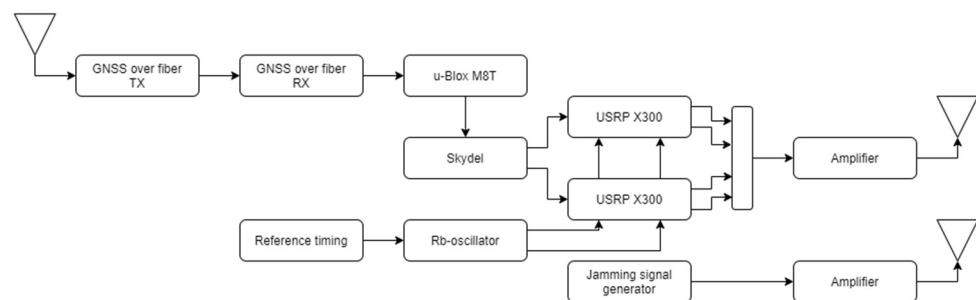 GNSS over fiber
TX
GNSS over fiber
RX
u-Blox M8T
USRP X300
Skydel
Amplifier
USRP X300
Reference timing
Rb-oscillator
Jamming signal
generator
Amplifier